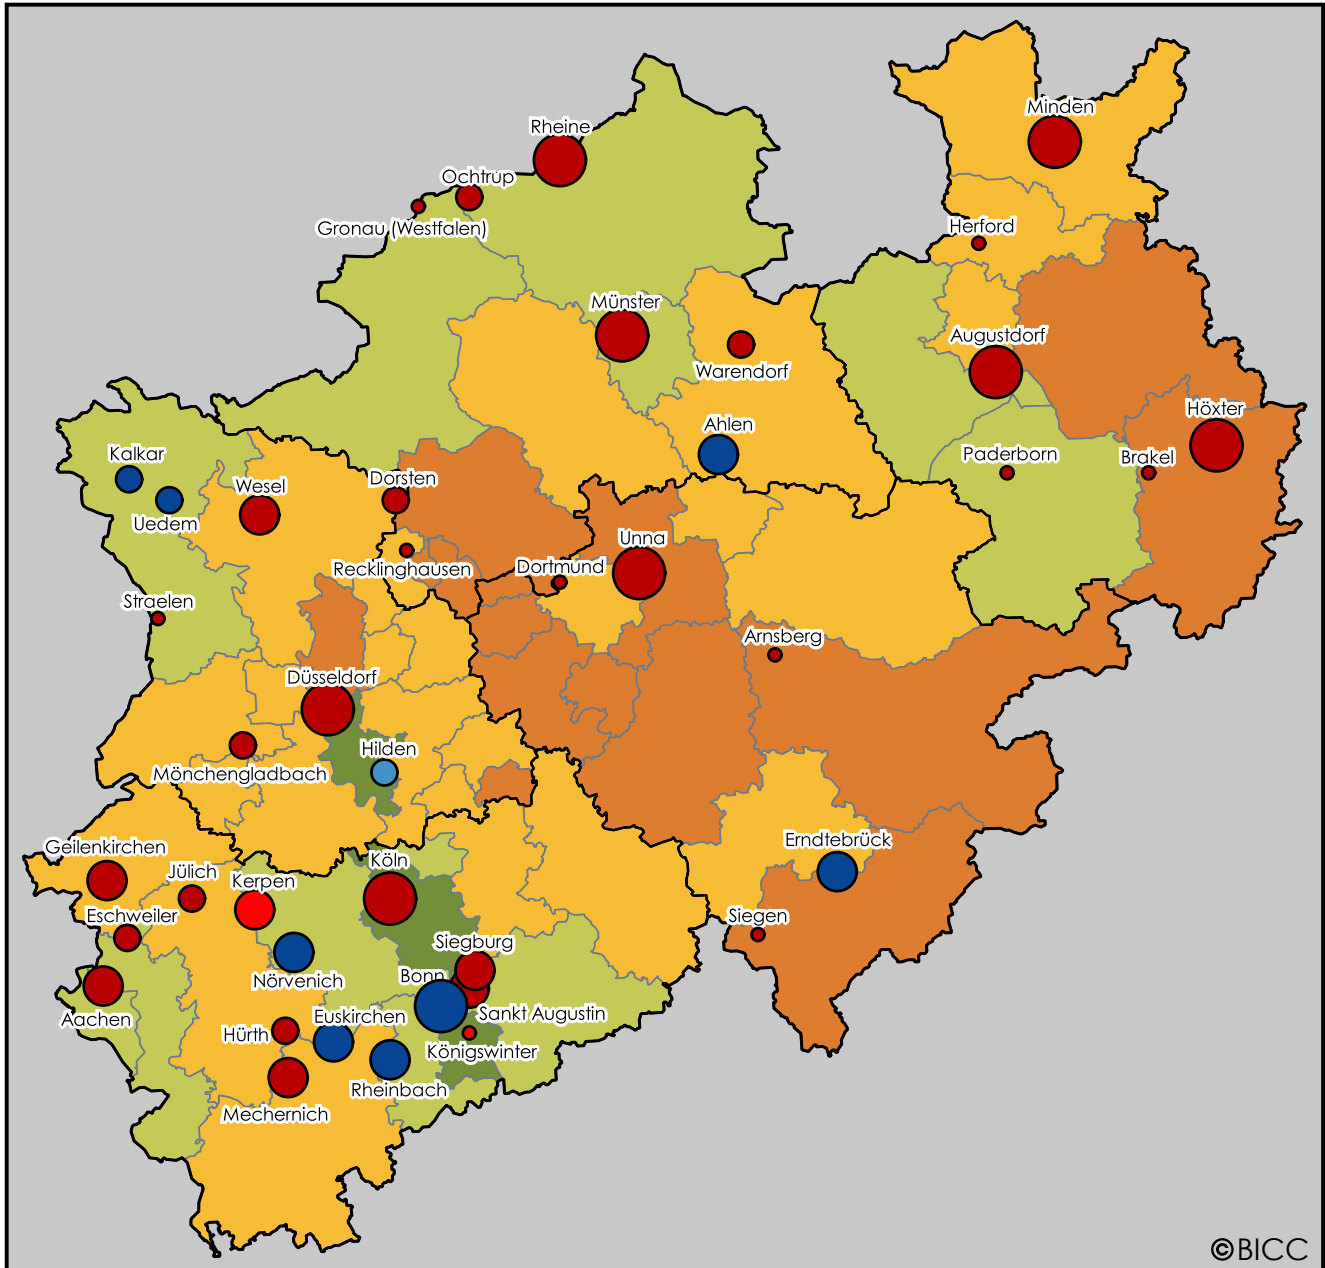 Minden
Rheine
Ochtrup
Gronau (Westfalen)
Herford
Münster
Augustdorf
Warendorf
Höxter
Ahlen
Kalkar
Paderborn
Brakel
Dorsten
Wesel
Uedem
Unna
Recklinghausen
Dortmund
Straelen
Arnsberg
Düsseldorf
Hilden
Mönchengladbach
Erndtebrück
Geilenkirchen
Köln
Jülich
Kerpen
Eschweiler
Siegen
Siegburg
Bonn
Nörvenich
Sankt Augustin
Euskirchen
Aachen
Hürth
Königswinter
Rheinbach
Mechernich
©BICC